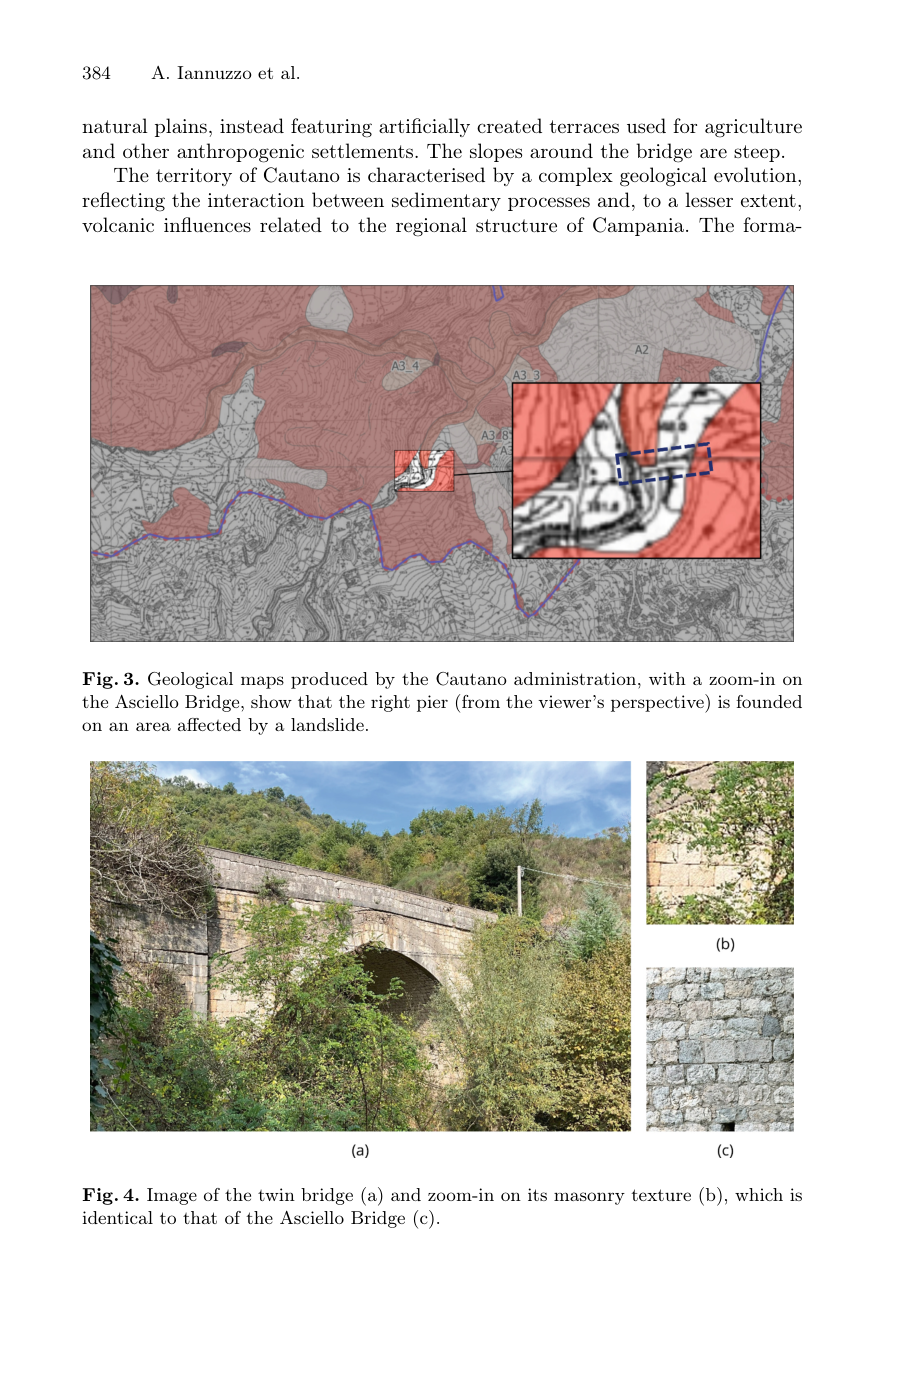 384 A. Iannuzzo et al.
natural plains, instead featuring artificially created terraces used for agriculture
and other anthropogenic settlements. The slopes around the bridge are steep.
The territory of Cautano is characterised by a complex geological evolution,
reflecting the interaction between sedimentary processes and, to a lesser extent,
volcanic influences related to the regional structure of Campania. The forma-
A2
A3_4
A3_3
Fig. 3. Geological maps produced by the Cautano administration, with a zoom-in on
the Asciello Bridge, show that the right pier (from the viewer's perspective) is founded
on an area affected by a landslide.
(b)
(a)
(c)
Fig. 4. Image of the twin bridge (a) and zoom-in on its masonry texture (b), which is
identical to that of the Asciello Bridge (c).